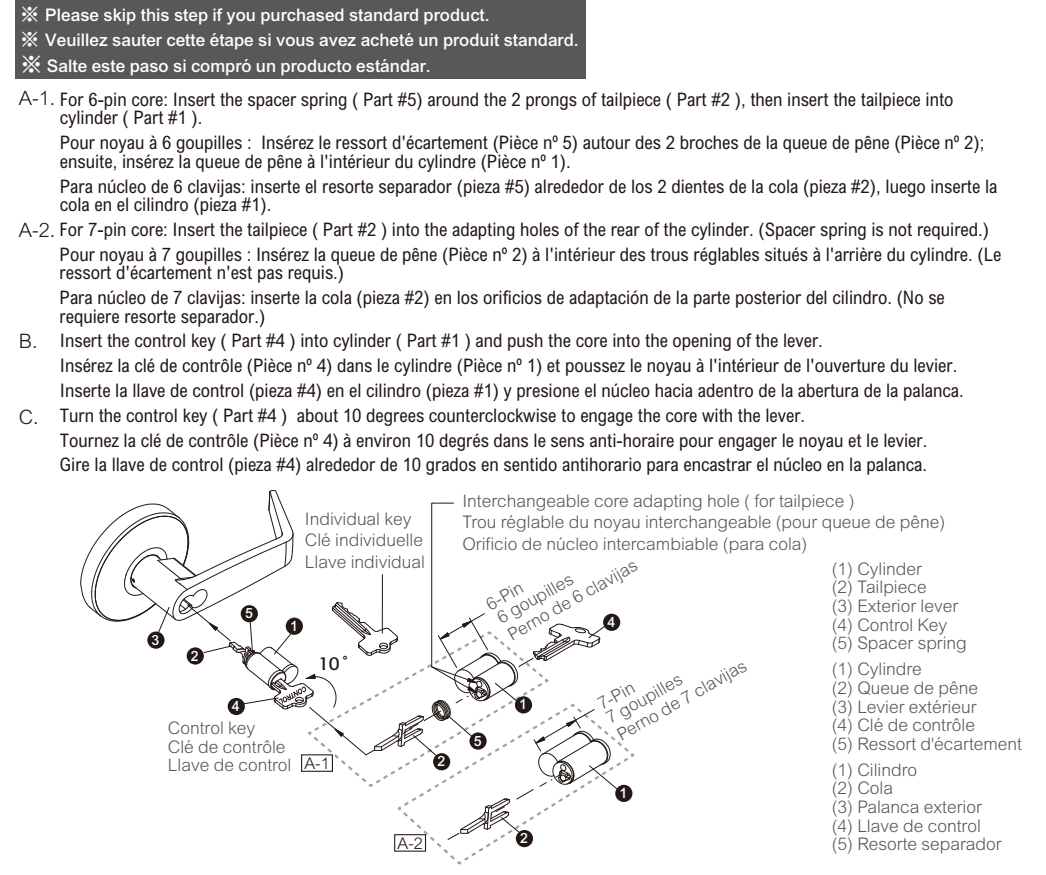 ※ Please skip this step if you purchased standard product.
※ Veuillez sauter cette étape si vous avez acheté un produit standard.
※ Salte este paso si compró un producto estándar.
A-1. For 6-pin core: Insert the spacer spring ( Part #5) around the 2 prongs of tailpiece ( Part #2 ), then insert the tailpiece into
cylinder ( Part #1 ).
Pour noyau à 6 goupilles : Insérez le ressort d'écartement (Pièce nº 5) autour des 2 broches de la queue de pêne (Pièce nº 2);
ensuite, insérez la queue de pêne à l'intérieur du cylindre (Pièce nº 1).
Para núcleo de 6 clavijas: inserte el resorte separador (pieza #5) alrededor de los 2 dientes de la cola (pieza #2), luego inserte la
cola en el cilindro (pieza #1).
A-2. For 7-pin core: Insert the tailpiece ( Part #2 ) into the adapting holes of the rear of the cylinder. (Spacer spring is not required.)
Pour noyau à 7 goupilles : Insérez la queue de pêne (Pièce nº 2) à l'intérieur des trous réglables situés à l'arrière du cylindre. (Le
ressort d'écartement n'est pas requis.)
Para núcleo de 7 clavijas: inserte la cola (pieza #2) en los orificios de adaptación de la parte posterior del cilindro. (No se
requiere resorte separador.)
B. Insert the control key ( Part #4 ) into cylinder ( Part #1 ) and push the core into the opening of the lever.
Insérez la clé de contrôle (Pièce nº 4) dans le cylindre (Pièce nº 1) et poussez le noyau à l'intérieur de l'ouverture du levier.
Inserte la llave de control (pieza #4) en el cilindro (pieza #1) y presione el núcleo hacia adentro de la abertura de la palanca.
C. Turn the control key ( Part #4 ) about 10 degrees counterclockwise to engage the core with the lever.
Tournez la clé de contrôle (Pièce nº 4) à environ 10 degrés dans le sens anti-horaire pour engager le noyau et le levier.
Gire la llave de control (pieza #4) alrededor de 10 grados en sentido antihorario para encastrar el núcleo en la palanca.
Interchangeable core adapting hole ( for tailpiece )
Trou réglable du noyau interchangeable (pour queue de pêne)
Orificio de núcleo intercambiable (para cola)
Individual key
Clé individuelle
Llave individual
6-Pin
6 goupilles
Perno de 6 clavijas
3
2
5
1
4
10°
CONTROL
Control key
Clé de contrôle
Llave de control
A-1
4
1
5
2
7-Pin
7 goupilles
Perno de 7 clavijas
1
2
A-2
(1) Cylinder
(2) Tailpiece
(3) Exterior lever
(4) Control Key
(5) Spacer spring
(1) Cylindre
(2) Queue de pêne
(3) Levier extérieur
(4) Clé de contrôle
(5) Ressort d'écartement
(1) Cilindro
(2) Cola
(3) Palanca exterior
(4) Llave de control
(5) Resorte separador